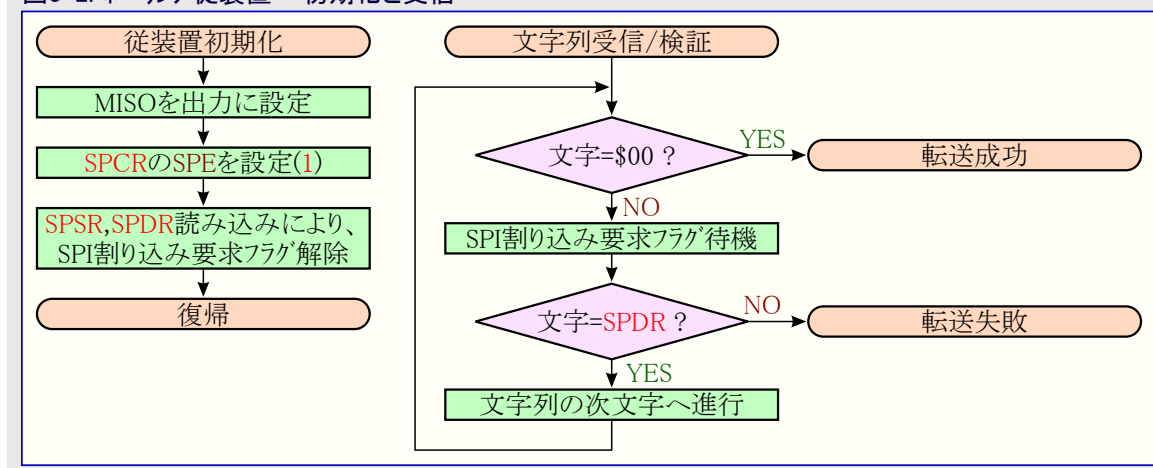 従装置初期化
MISOを出力に設定
SPCRのSPEを設定(1)
SPSR,SPDR読み込みにより、
SPI割り込み要求フラグ解除
復帰
文字列受信/検証
文字=$00 ?
YES
転送成功
NO
SPI割り込み要求フラグ待機
文字=SPDR ?
NO
転送失敗
YES
文字列の次文字へ進行